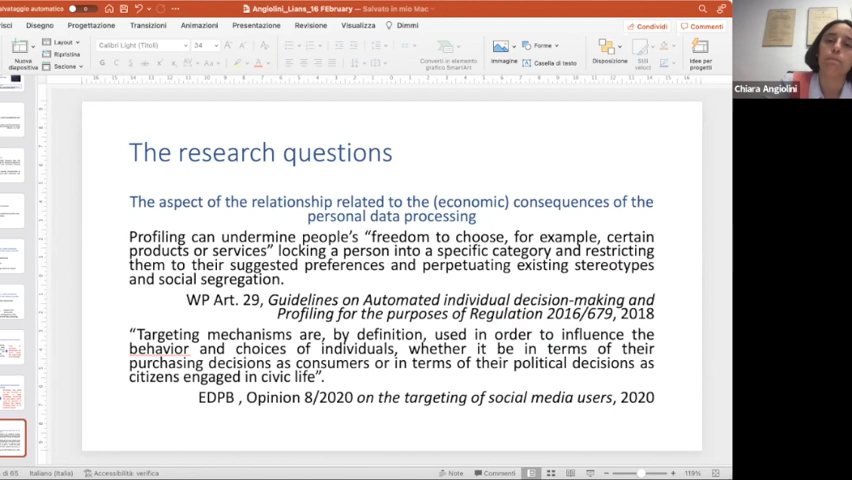 salvataggio automatico
Angiolini_Lians_16 FEbruary — Salvato in mio Mac
Disegno Progettazione Transizioni Animazioni Presentazione Revisione Visualizza Dimmi
Condividi Commenti
Nuova
diapositiva
Layout
Ripristina
Sezione
Calibri Light (Titoli) 34
Converti in elemento
grafico SmartArt
Immagine
Forme
Casella di testo
Disposizione
Stili
veloci
Idee per
progetti
Chiara Angiolini
The research questions
The aspect of the relationship related to the (economic) consequences of the
personal data processing
Profiling can undermine people's “freedom to choose, for example, certain
products or services” locking a person into a specific category and restricting
them to their suggested preferences and perpetuating existing stereotypes
and social segregation.
WP Art. 29, Guidelines on Automated individual decision-making and
Profiling for the purposes of Regulation 2016/679, 2018
“Targeting mechanisms are, by definition, used in order to influence the
behavior and choices of individuals, whether it be in terms of their
purchasing decisions as consumers or in terms of their political decisions as
citizens engaged in civic life”.
EDPB , Opinion 8/2020 on the targeting of social media users, 2020
di 65 Italiano (Italia) Accessibilità: verifica
Note Commenti 119%